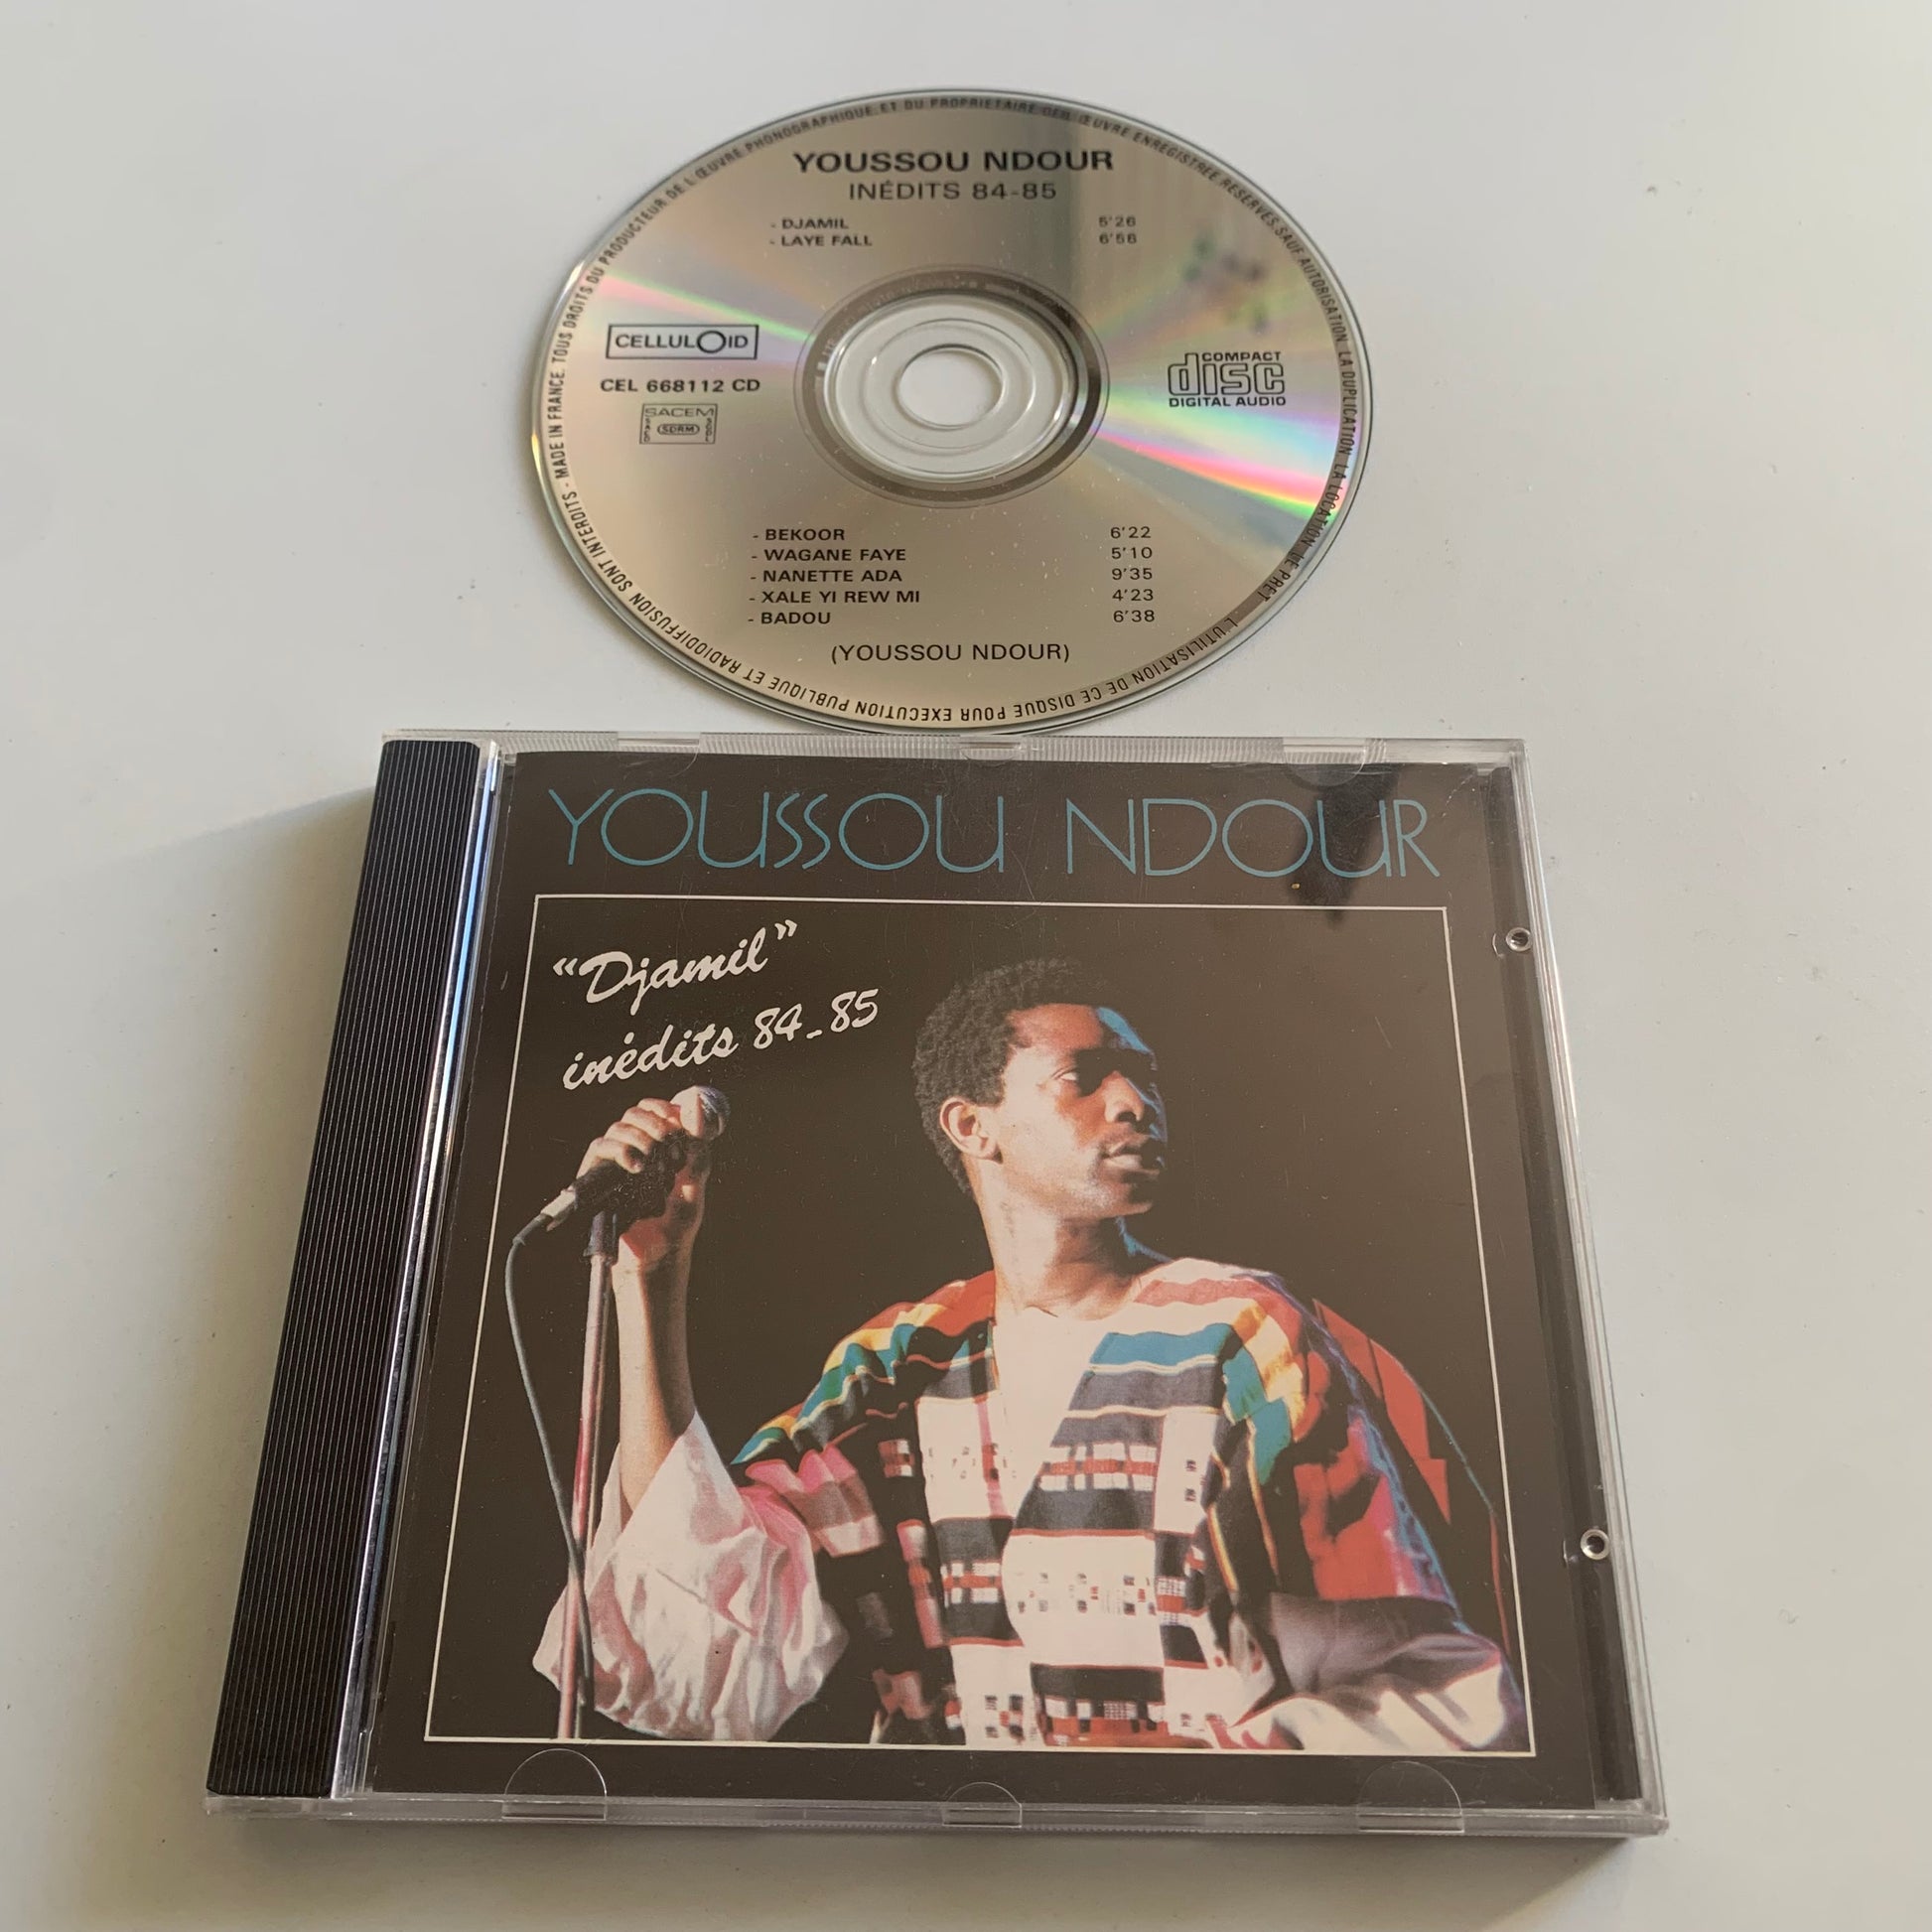 YOUSSOU NDOUR
INÉDITS 84-85
- DJAMIL 5'26
- LAYE FALL 6'58
CELLULOID
CEL 668112 CD
SACEM
SDRM
COMPACT
disc
DIGITAL AUDIO
- BEKOOR 6'22
- WAGANE FAYE 5'10
- NANETTE ADA 9'35
- XALE YI REW MI 4'23
- BADOU 6'38
(YOUSSOU NDOUR)
MADE IN FRANCE. TOUS DROITS DU PRODUCTEUR DE L'ŒUVRE PHONOGRAPHIQUE ET DU PROPRIETAIRE DE L'ŒUVRE ENREGISTREE RESERVES. SAUF AUTORISATION LA DUPLICATION LA LOCATION LE PRET L'UTILISATION DE CE DISQUE POUR EXECUTION PUBLIQUE ET RADIODIFFUSION SONT INTERDITS -
YOUSSOU NDOUR
“Djamil”
inédits 84-85